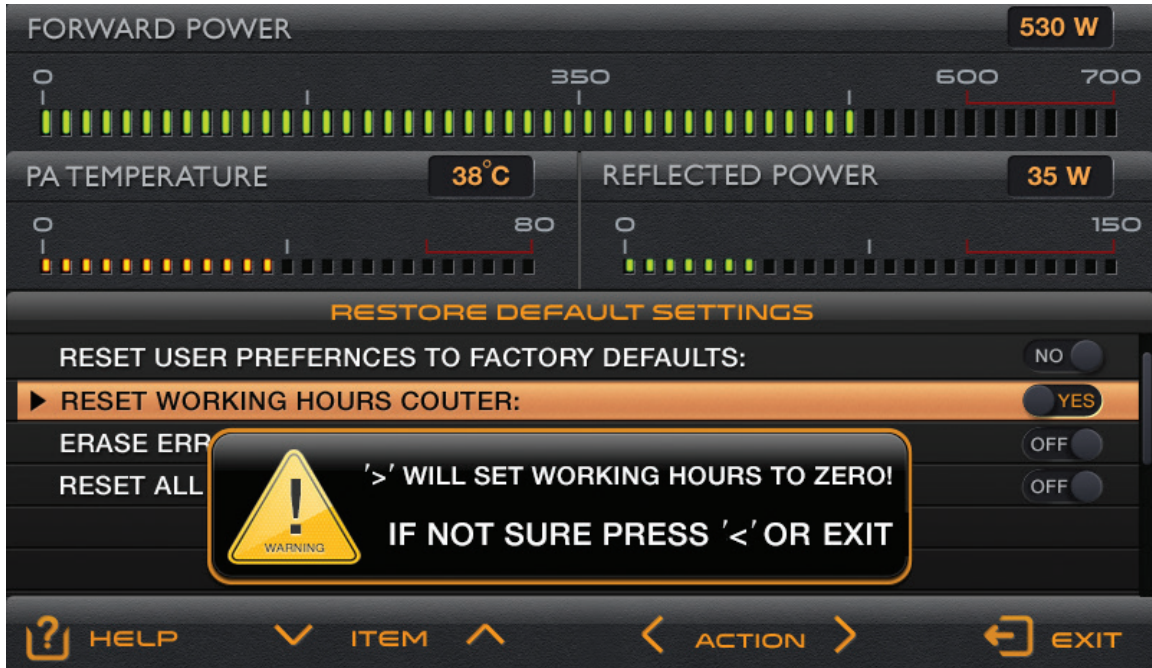 FORWARD POWER 530 W
0 350 600 700
PA TEMPERATURE 38°C REFLECTED POWER 35 W
0 80 0 150
RESTORE DEFAULT SETTINGS
RESET USER PREFERNCES TO FACTORY DEFAULTS: NO
RESET WORKING HOURS COUTER: YES
ERASE ERR OFF
RESET ALL OFF
'>' WILL SET WORKING HOURS TO ZERO!
IF NOT SURE PRESS '<' OR EXIT
WARNING
HELP ITEM ACTION EXIT